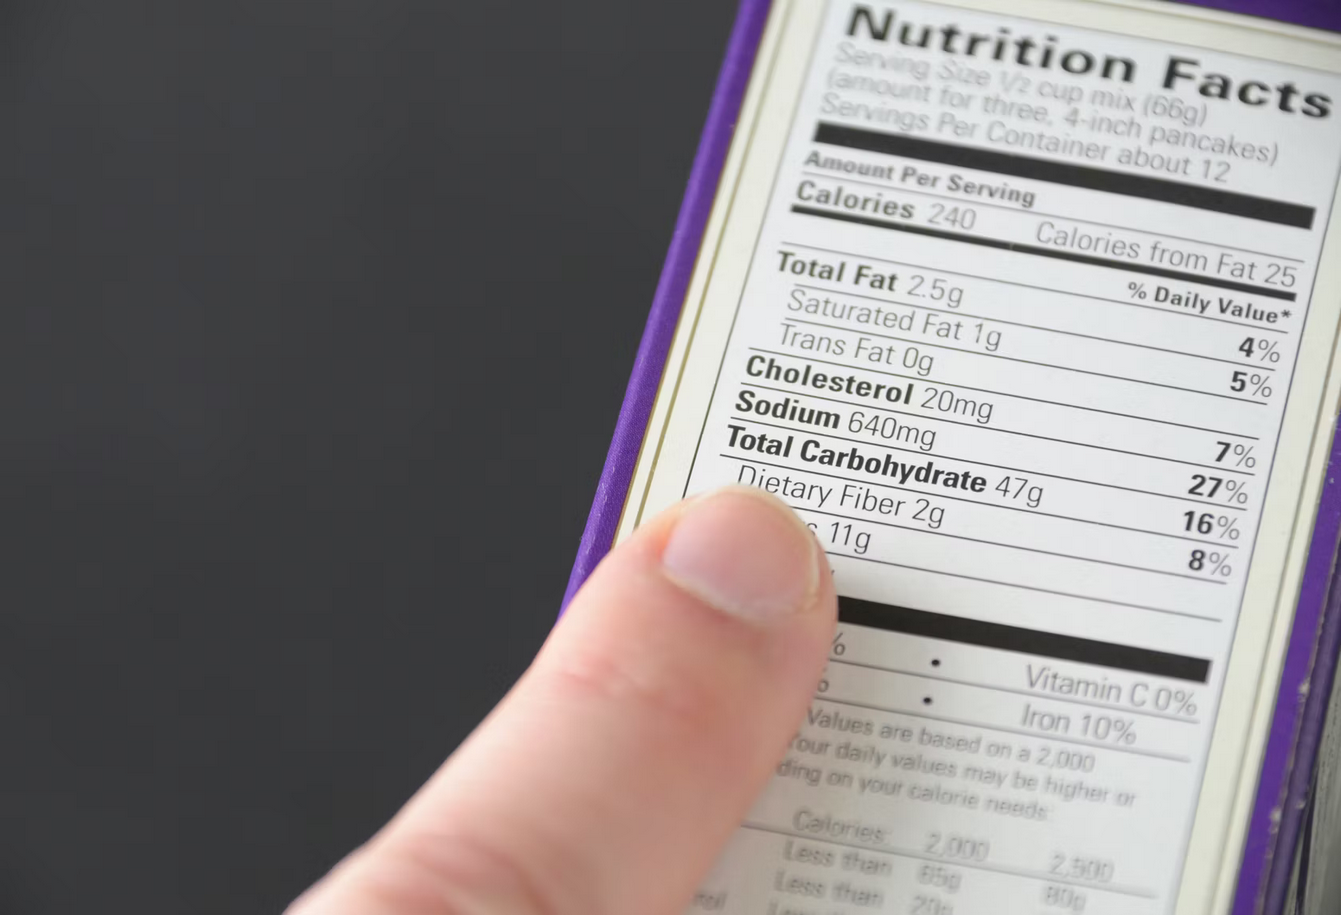 Nutrition Facts
Serving Size 1/2 cup mix (66g)
(amount for three, 4-inch pancakes)
Servings Per Container about 12
Amount Per Serving
Calories 240 Calories from Fat 25
% Daily Value*
Total Fat 2.5g 4%
Saturated Fat 1g 5%
Trans Fat 0g
Cholesterol 20mg 7%
Sodium 640mg 27%
Total Carbohydrate 47g 16%
Dietary Fiber 2g 8%
s 11g
% • Vitamin C 0%
% • Iron 10%
Values are based on a 2,000
Your daily values may be higher or
ding on your calorie needs:
Calories: 2,000 2,500
Less than 65g 80g
Less than 20g